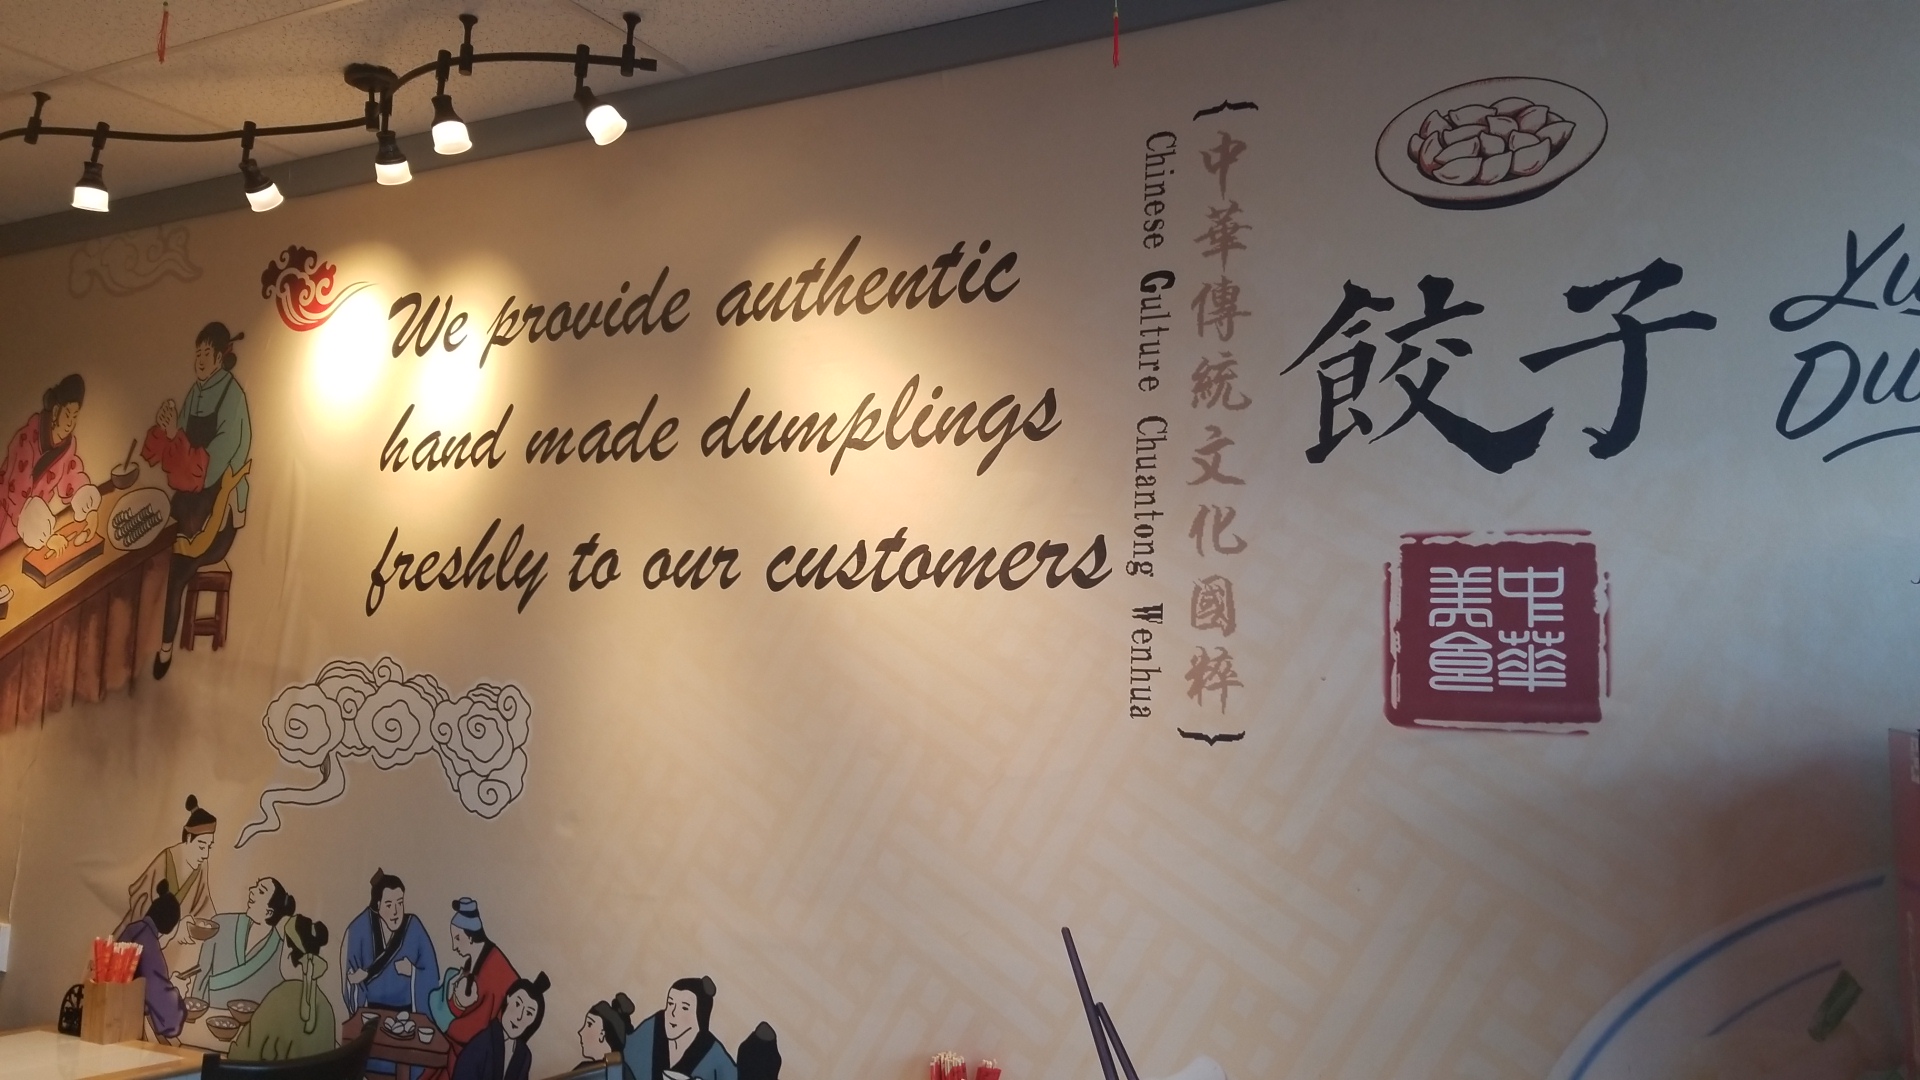 We provide authentic
hand made dumplings
freshly to our customers
Chinese Gulture Chuantong Wenhua
{中華傳統文化國粹}
餃子
中華
美食